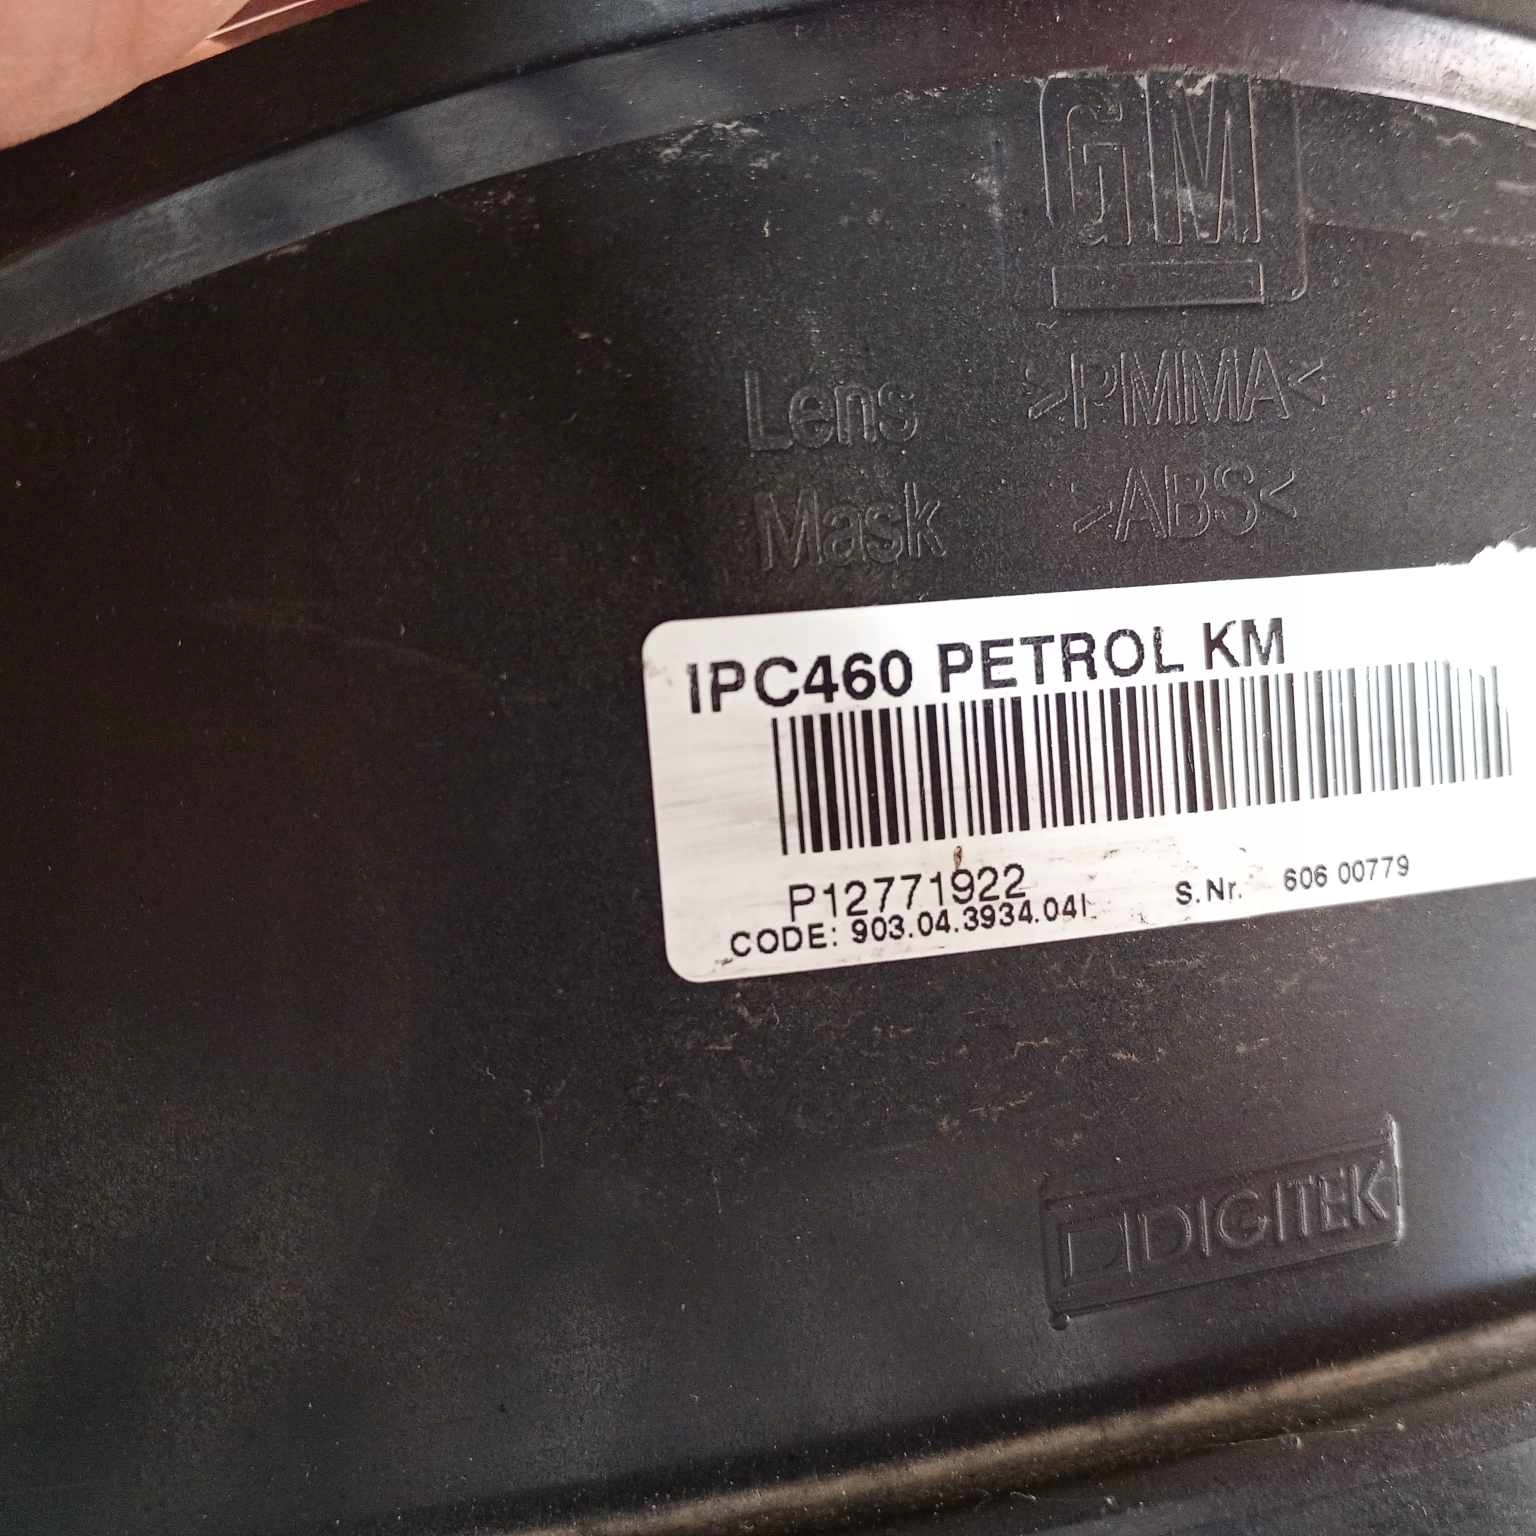 GM
Lens >PMMA<
Mask >ABS<
IPC460 PETROL KM
P12771922
CODE: 903.04.3934.04I S.Nr. 606 00779
DIGITEK